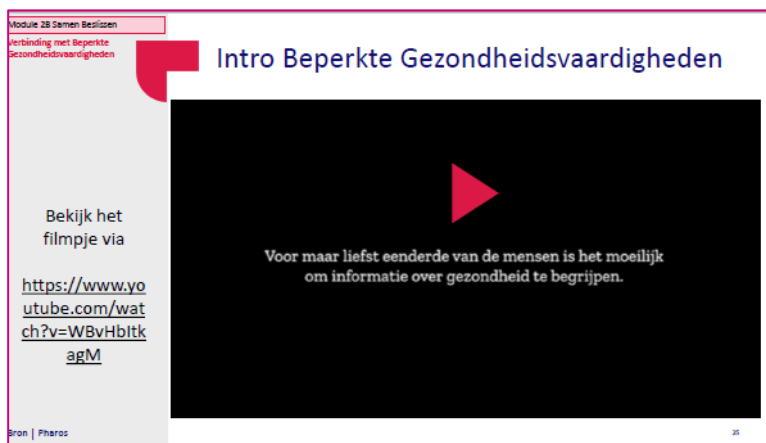 Module 2B Samen Beslissen
Verbinding met Beperkte
Gezondheidsvaardigheden
Intro Beperkte Gezondheidsvaardigheden
Bekijk het
filmpje via
https://www.yo
utube.com/wat
ch?v=WBvHbItk
agM
Voor maar liefst eenderde van de mensen is het moeilijk
om informatie over gezondheid te begrijpen.
Bron | Pharos